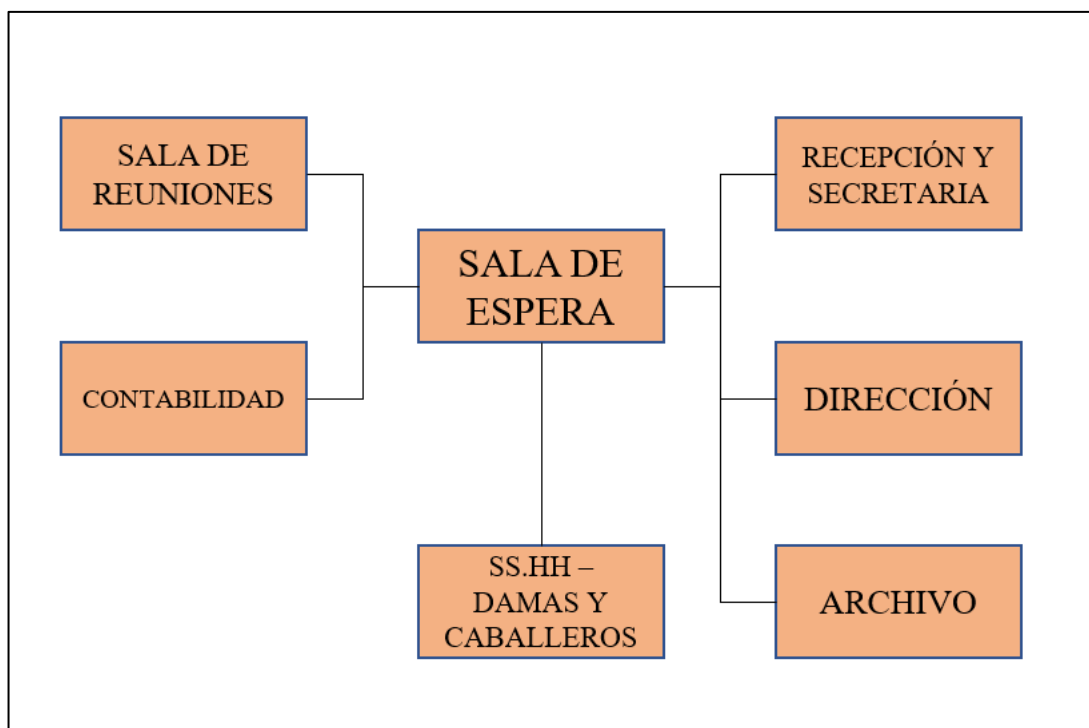 SALA DE
REUNIONES
RECEPCIÓN Y
SECRETARIA
SALA DE
ESPERA
CONTABILIDAD
DIRECCIÓN
SS.HH –
DAMAS Y
CABALLEROS
ARCHIVO